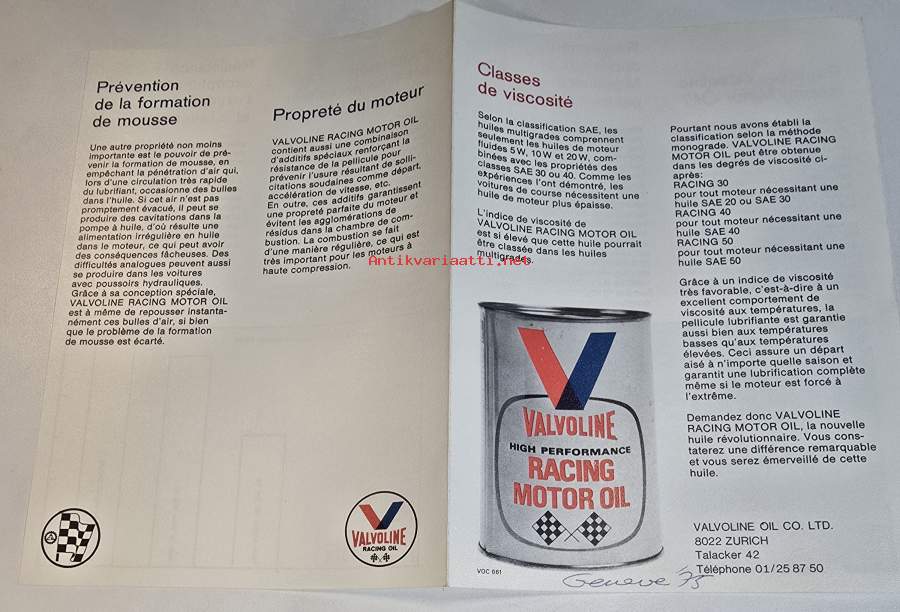 Prévention
de la formation
de mousse
Une autre propriété non moins
importante est le pouvoir de pré-
venir la formation de mousse, en
empêchant la pénétration d'air qui,
lors d'une circulation très rapide
du lubrifiant, occasionne des bulles
dans l'huile. Si cet air n'est pas
promptement évacué, il peut se
produire des cavitations dans la
pompe à huile, d'où résulte une
alimentation irrégulière en huile
dans le moteur, ce qui peut avoir
des conséquences fâcheuses. Des
difficultés analogues peuvent aussi
se produire dans les voitures
avec poussoirs hydrauliques.
Grâce à sa conception spéciale,
VALVOLINE RACING MOTOR OIL
est à même de repousser instanta-
nément ces bulles d'air, si bien
que le problème de la formation
de mousse est écarté.
Propreté du moteur
VALVOLINE RACING MOTOR OIL
contient aussi une combinaison
d'additifs spéciaux renforçant la
résistance de la pellicule pour
prévenir l'usure résultant de solli-
citations soudaines comme départ,
accélération de vitesse, etc.
En outre, ces additifs garantissent
une propreté parfaite du moteur et
évitent les agglomérations de
résidus dans la chambre de com-
bustion. La combustion se fait
d'une manière régulière, ce qui est
très important pour les moteurs à
haute compression.
VALVOLINE
RACING OIL
Classes
de viscosité
Selon la classification SAE, les
huiles multigrades comprennent
seulement les huiles de moteur
fluides 5 W, 10 W et 20 W, com-
binées avec les propriétés des
classes SAE 30 ou 40. Comme les
expériences l'ont démontré, les
voitures de course nécessitent une
huile de moteur plus épaisse.
L'indice de viscosité de
VALVOLINE RACING MOTOR OIL
est si élevé que cette huile pourrait
être classée dans les huiles
multigrades.
Antikvariaatti.net
VALVOLINE
HIGH PERFORMANCE
RACING
MOTOR OIL
VOC 661
Pourtant nous avons établi la
classification selon la méthode
monograde. VALVOLINE RACING
MOTOR OIL peut être obtenue
dans les degrés de viscosité ci-
après:
RACING 30
pour tout moteur nécessitant une
huile SAE 20 ou SAE 30
RACING 40
pour tout moteur nécessitant une
huile SAE 40
RACING 50
pour tout moteur nécessitant une
huile SAE 50
Grâce à un indice de viscosité
très favorable, c'est-à-dire à un
excellent comportement de
viscosité aux températures, la
pellicule lubrifiante est garantie
aussi bien aux températures
basses qu'aux températures
élevées. Ceci assure un départ
aisé à n'importe quelle saison et
garantit une lubrification complète
même si le moteur est forcé à
l'extrême.
Demandez donc VALVOLINE
RACING MOTOR OIL, la nouvelle
huile révolutionnaire. Vous cons-
taterez une différence remarquable
et vous serez émerveillé de cette
huile.
VALVOLINE OIL CO. LTD.
8022 ZURICH
Talacker 42
Téléphone 01/25 87 50
Geneve '75